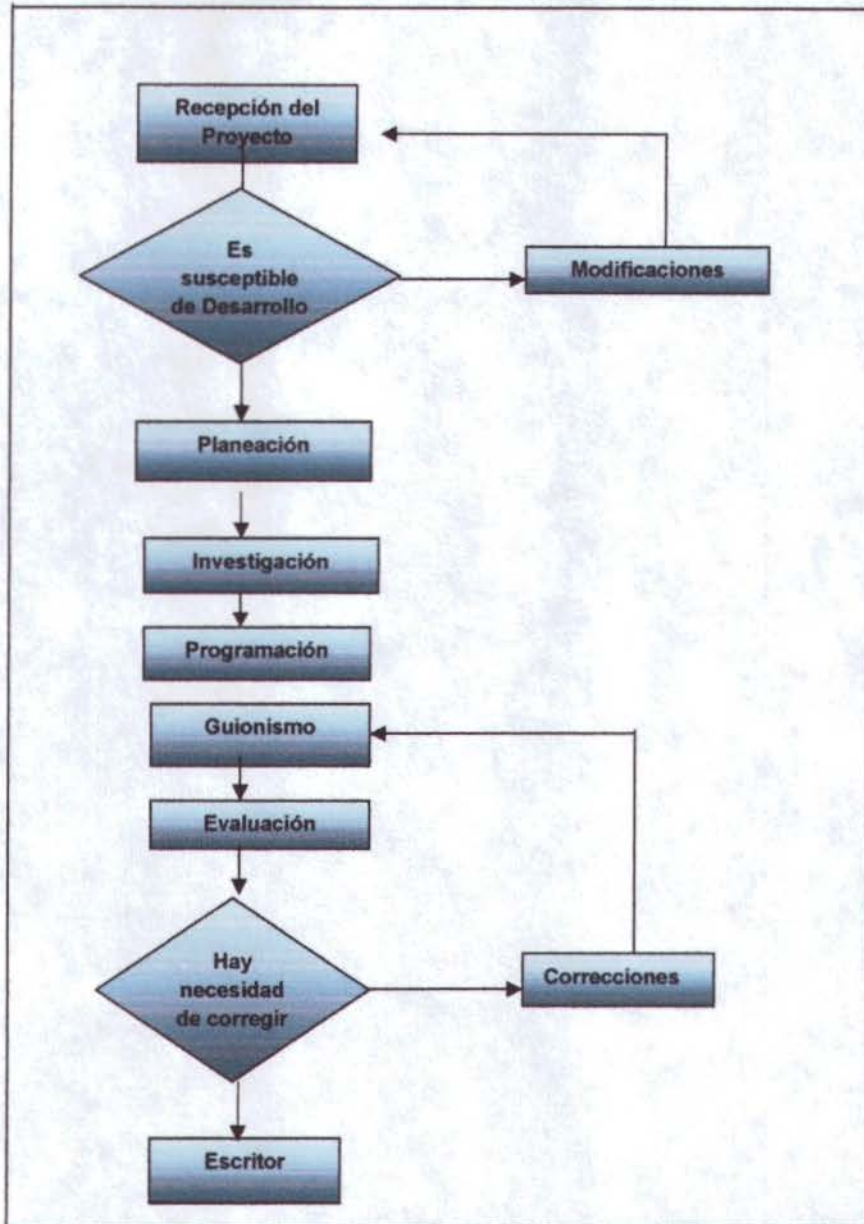 Recepción del
Proyecto
Es
susceptible
de Desarrollo
Modificaciones
Planeación
Investigación
Programación
Guionismo
Evaluación
Hay
necesidad
de corregir
Correcciones
Escritor